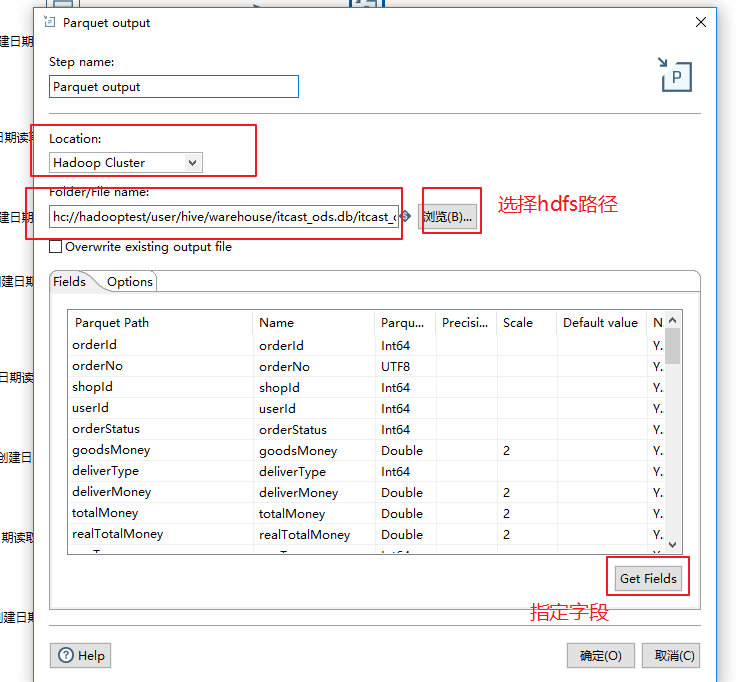 Parquet output
Step name:
Parquet output
P
Location:
Hadoop Cluster
Folder/File name:
hc://hadooptest/user/hive/warehouse/itcast_ods.db/itcast_
浏览(B)...
选择hdfs路径
Overwrite existing output file
Fields Options
Parquet Path Name Parqu... Precisi... Scale Default value N
orderId orderId Int64 Y.
orderNo orderNo UTF8 Y.
shopId shopId Int64 Y.
userId userId Int64 Y.
orderStatus orderStatus Int64 Y.
goodsMoney goodsMoney Double 2 Y.
deliverType deliverType Int64 Y.
deliverMoney deliverMoney Double 2 Y.
totalMoney totalMoney Double 2 Y.
realTotalMoney realTotalMoney Double 2 Y.
Get Fields
指定字段
Help 确定(O) 取消(C)
建日期
日期读
建日期
建日期
日期读
创建日
期读取
创建日期